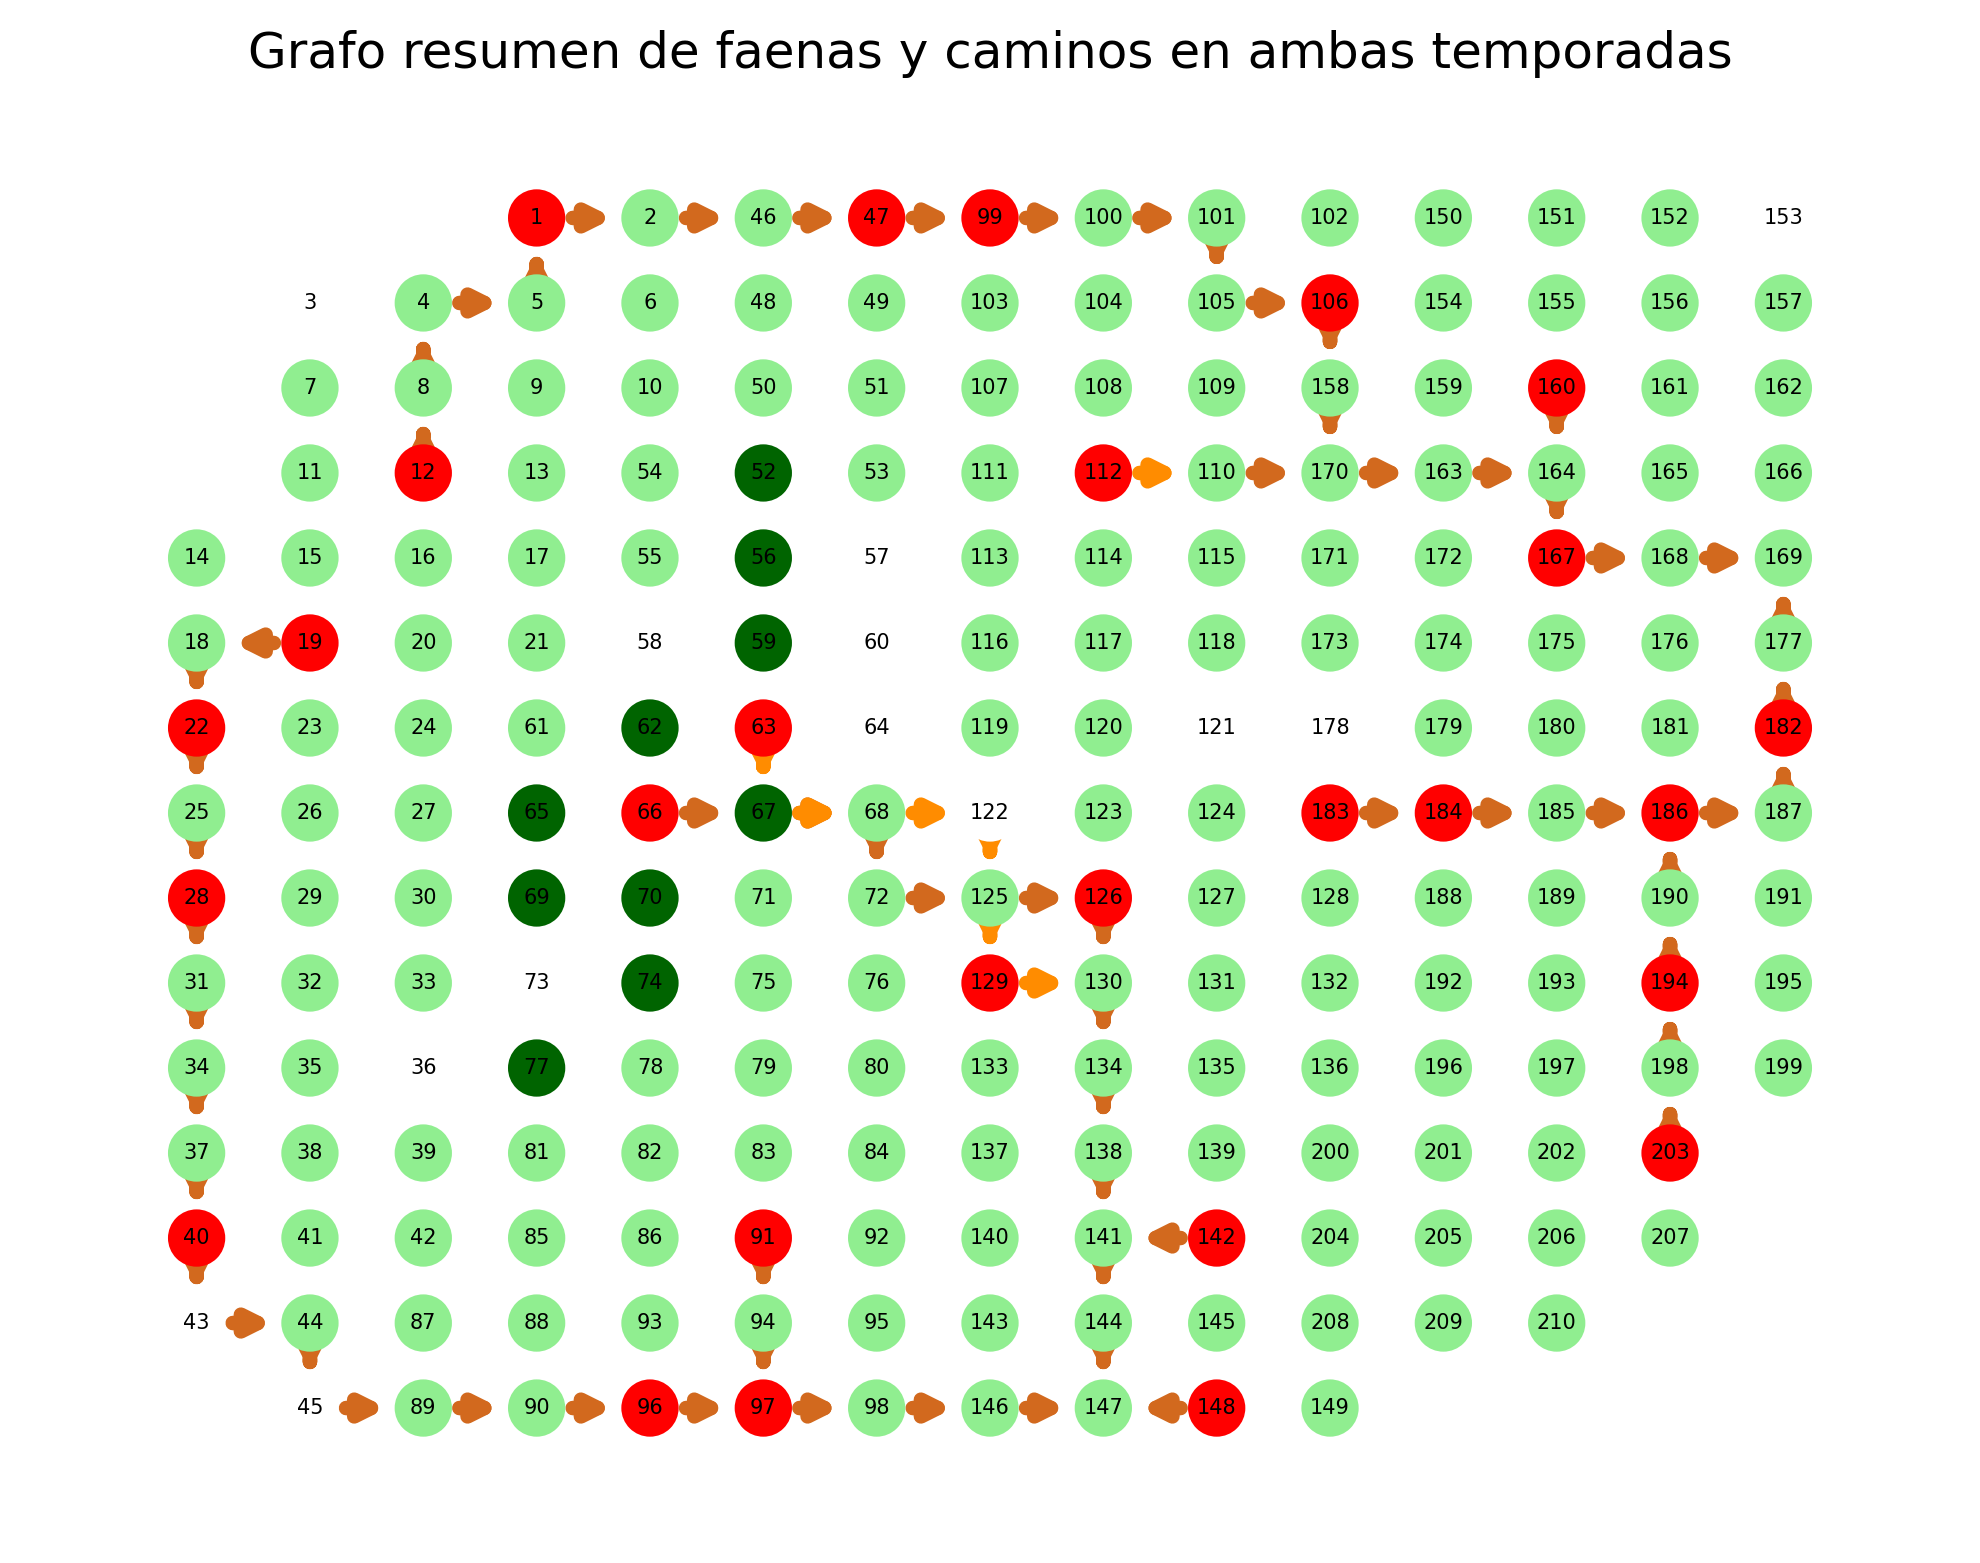 Grafo resumen de faenas y caminos en ambas temporadas
1 2 46 47 99 100 101 102 150 151 152 153
3 4 5 6 48 49 103 104 105 106 154 155 156 157
7 8 9 10 50 51 107 108 109 158 159 160 161 162
11 12 13 54 52 53 111 112 110 170 163 164 165 166
14 15 16 17 55 56 57 113 114 115 171 172 167 168 169
18 19 20 21 58 59 60 116 117 118 173 174 175 176 177
22 23 24 61 62 63 64 119 120 121 178 179 180 181 182
25 26 27 65 66 67 68 122 123 124 183 184 185 186 187
28 29 30 69 70 71 72 125 126 127 128 188 189 190 191
31 32 33 73 74 75 76 129 130 131 132 192 193 194 195
34 35 36 77 78 79 80 133 134 135 136 196 197 198 199
37 38 39 81 82 83 84 137 138 139 200 201 202 203
40 41 42 85 86 91 92 140 141 142 204 205 206 207
43 44 87 88 93 94 95 143 144 145 208 209 210
45 89 90 96 97 98 146 147 148 149